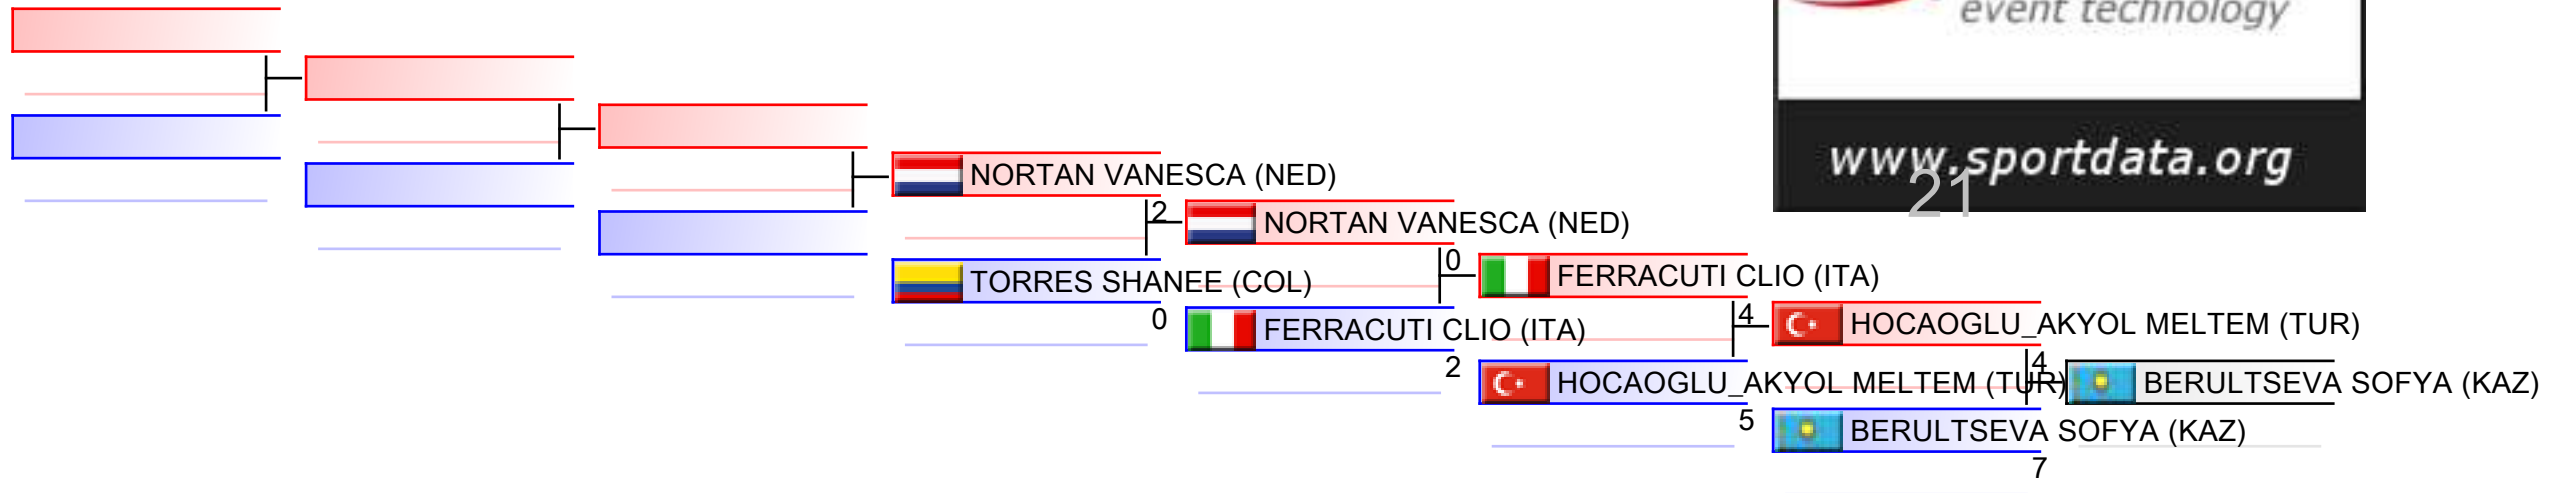 event technology
www.sportdata.org
21
NORTAN VANESCA (NED)
2
NORTAN VANESCA (NED)
0
TORRES SHANEE (COL)
0
FERRACUTI CLIO (ITA)
4
FERRACUTI CLIO (ITA)
2
HOCAOGLU_AKYOL MELTEM (TUR)
4
HOCAOGLU_AKYOL MELTEM (TUR)
5
BERULTSEVA SOFYA (KAZ)
BERULTSEVA SOFYA (KAZ)
7